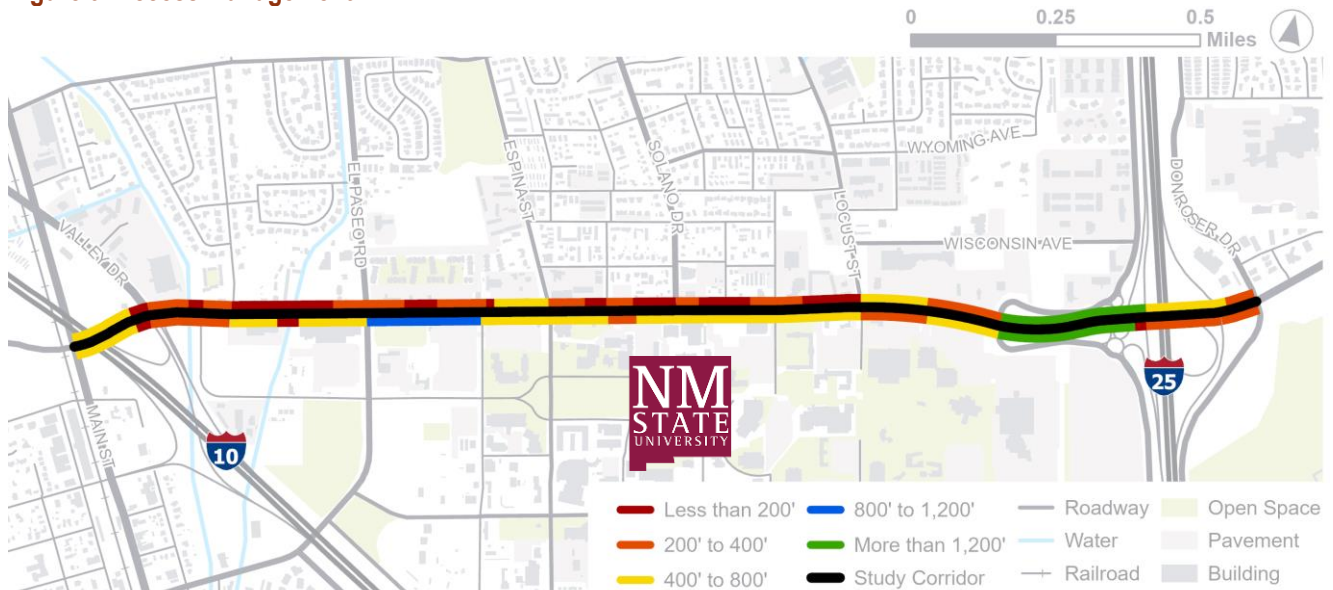 0 0.25 0.5
Miles
WYOMING AVE
WISCONSIN AVE
VALLEY DR
EL PASEO RD
ESPINA ST
SOLANO DR
LOCUST ST
DONROSER DR
MAIN ST
10
25
NM
STATE
UNIVERSITY
Less than 200'
200' to 400'
400' to 800'
800' to 1,200'
More than 1,200'
Study Corridor
Roadway
Water
Railroad
Open Space
Pavement
Building